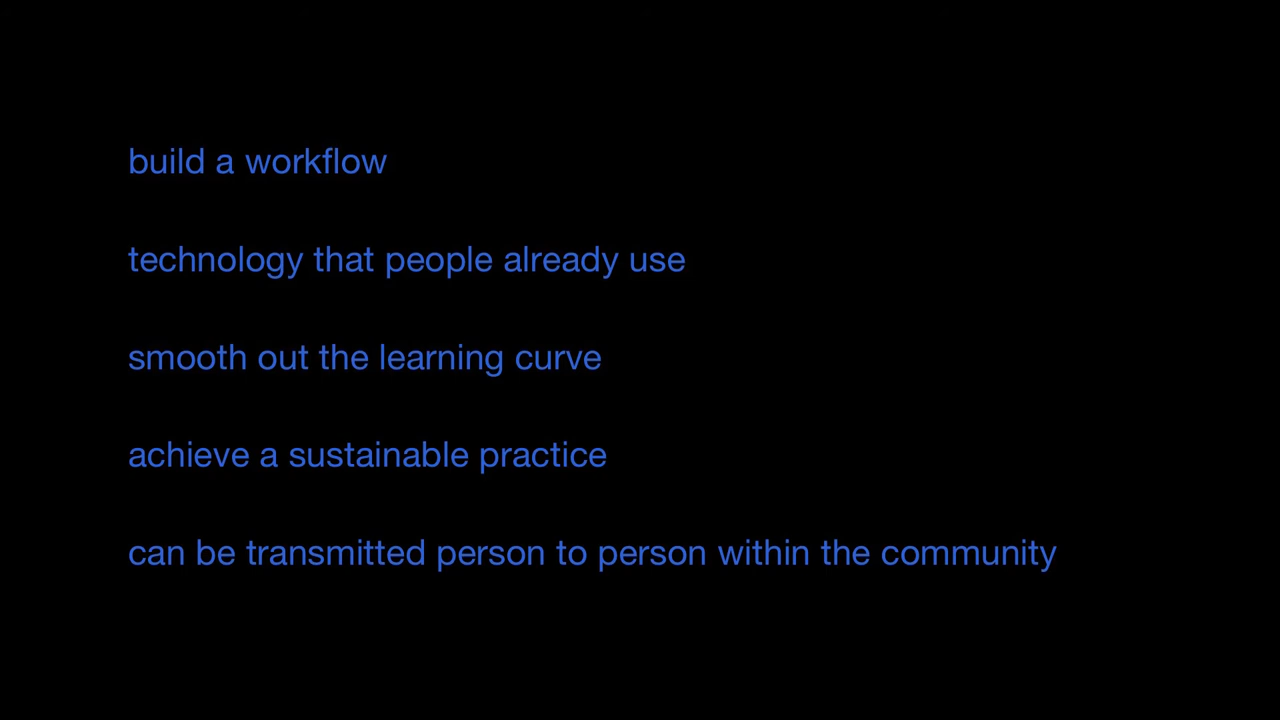 build a workflow
technology that people already use
smooth out the learning curve
achieve a sustainable practice
can be transmitted person to person within the community